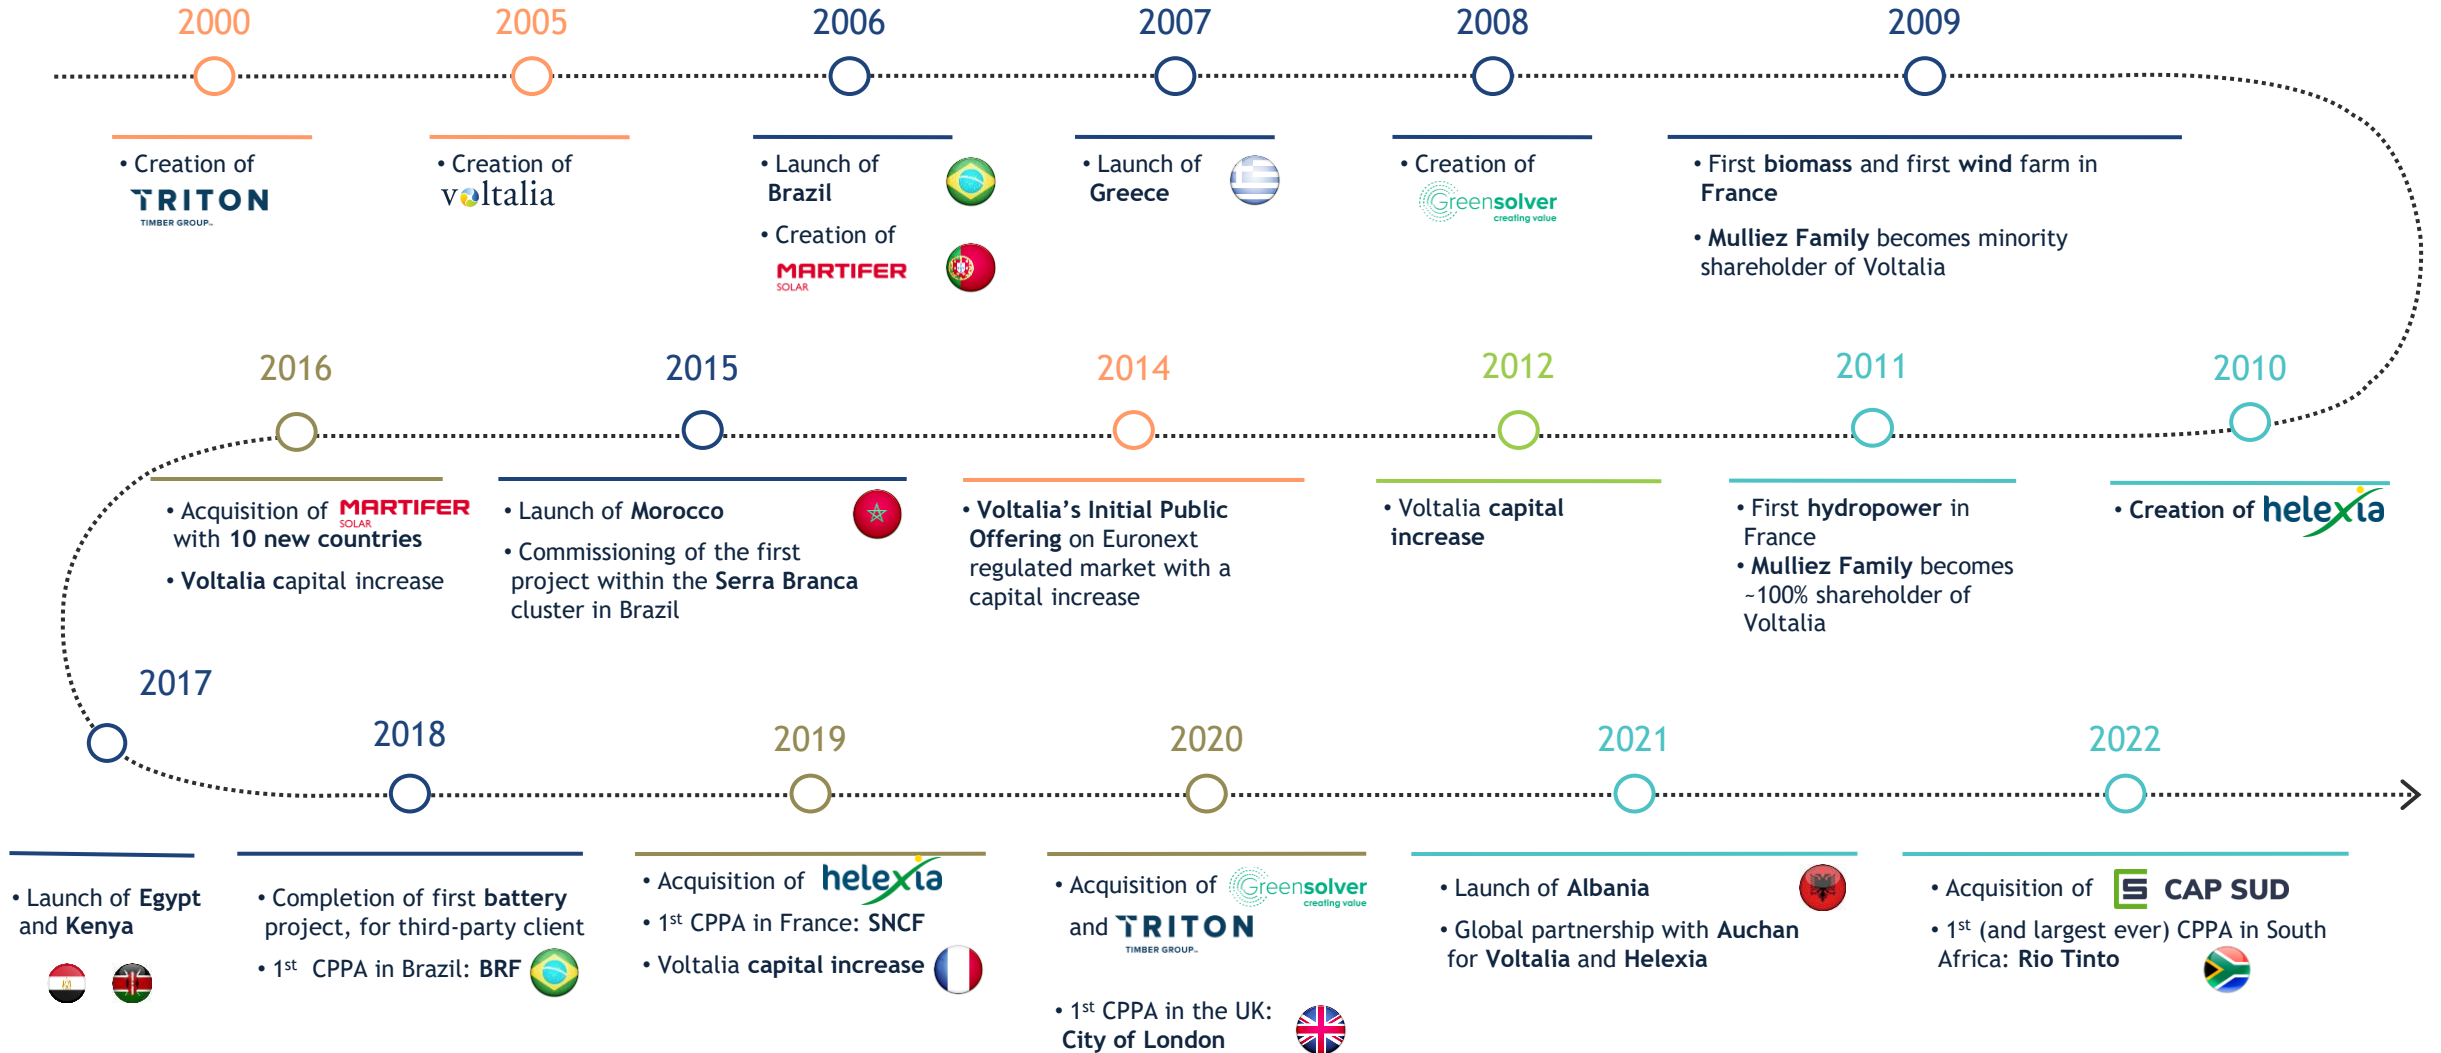 2000
• Creation of
TRITON
TIMBER GROUP™
2005
• Creation of
voltalia
2006
• Launch of
Brazil
• Creation of
MARTIFER
SOLAR
2007
• Launch of
Greece
2008
• Creation of
Greensolver
creating value
2009
• First biomass and first wind farm in
France
• Mulliez Family becomes minority
shareholder of Voltalia
2010
• Creation of helexia
2011
• First hydropower in
France
• Mulliez Family becomes
~100% shareholder of
Voltalia
2012
• Voltalia capital
increase
2014
• Voltalia’s Initial Public
Offering on Euronext
regulated market with a
capital increase
2015
• Launch of Morocco
• Commissioning of the first
project within the Serra Branca
cluster in Brazil
2016
• Acquisition of MARTIFER
SOLAR
with 10 new countries
• Voltalia capital increase
2017
• Launch of Egypt
and Kenya
2018
• Completion of first battery
project, for third-party client
• 1st CPPA in Brazil: BRF
2019
• Acquisition of helexia
• 1st CPPA in France: SNCF
• Voltalia capital increase
2020
• Acquisition of Greensolver
creating value
and TRITON
TIMBER GROUP™
• 1st CPPA in the UK:
City of London
2021
• Launch of Albania
• Global partnership with Auchan
for Voltalia and Helexia
2022
• Acquisition of CAP SUD
• 1st (and largest ever) CPPA in South
Africa: Rio Tinto